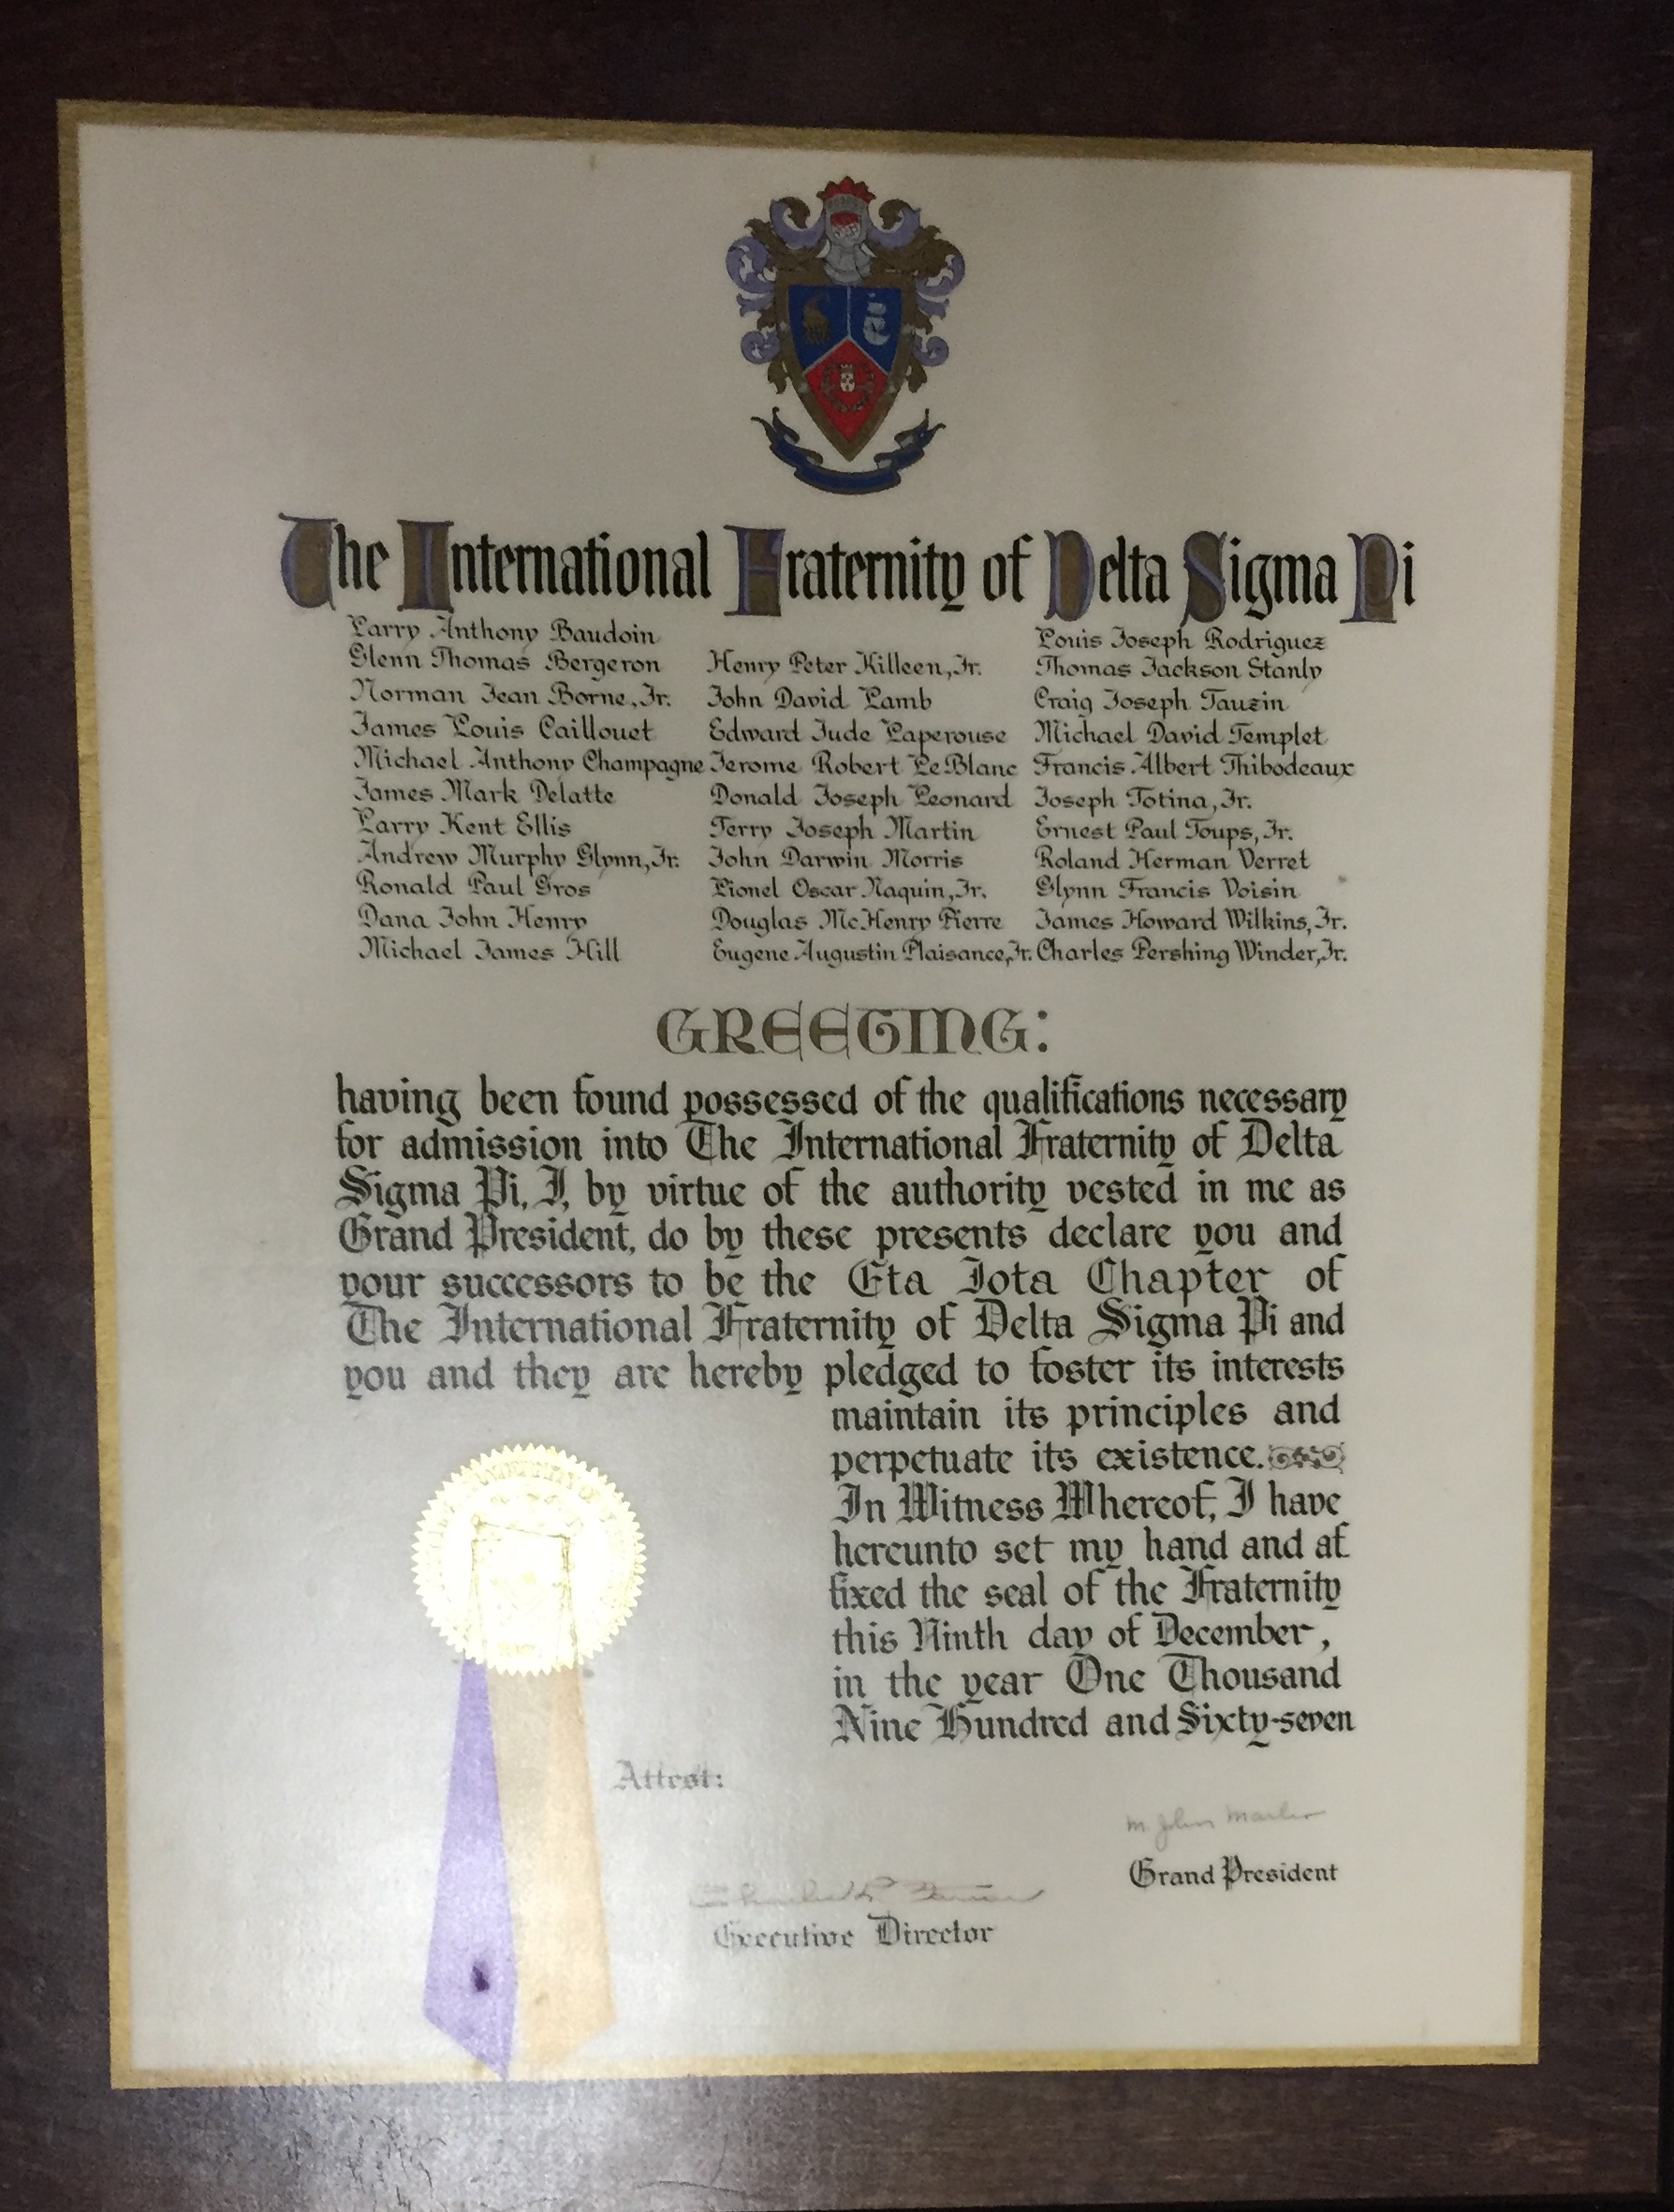 The International Fraternity of Delta Sigma Pi
Larry Anthony Baudoin
Glenn Thomas Bergeron
Norman Jean Borne, Jr.
James Louis Caillouet
Michael Anthony Champagne
James Mark Delatte
Larry Kent Ellis
Andrew Murphy Glynn, Jr.
Ronald Paul Gros
Dana John Henry
Michael James Hill
Henry Peter Killeen, Jr.
John David Lamb
Edward Jude Laperouse
Jerome Robert LeBlanc
Donald Joseph Leonard
Terry Joseph Martin
John Darwin Morris
Lionel Oscar Naquin, Jr.
Douglas McHenry Pierre
Eugene Augustin Plaisance, Jr.
Louis Joseph Rodriguez
Thomas Jackson Stanly
Craig Joseph Tauzin
Michael David Templet
Francis Albert Thibodeaux
Joseph Totina, Jr.
Ernest Paul Toups, Jr.
Roland Herman Verret
Glynn Francis Voisin
James Howard Wilkins, Jr.
Charles Pershing Winder, Jr.
GREETING:
having been found possessed of the qualifications necessary
for admission into The International Fraternity of Delta
Sigma Pi, I, by virtue of the authority vested in me as
Grand President, do by these presents declare you and
your successors to be the Eta Iota Chapter of
The International Fraternity of Delta Sigma Pi and
you and they are hereby pledged to foster its interests
maintain its principles and
perpetuate its existence.
In Witness Whereof, I have
hereunto set my hand and af
fixed the seal of the Fraternity
this Ninth day of December,
in the year One Thousand
Nine Hundred and Sixty-seven
Attest:
M. John Marko
Grand President
Executive Director